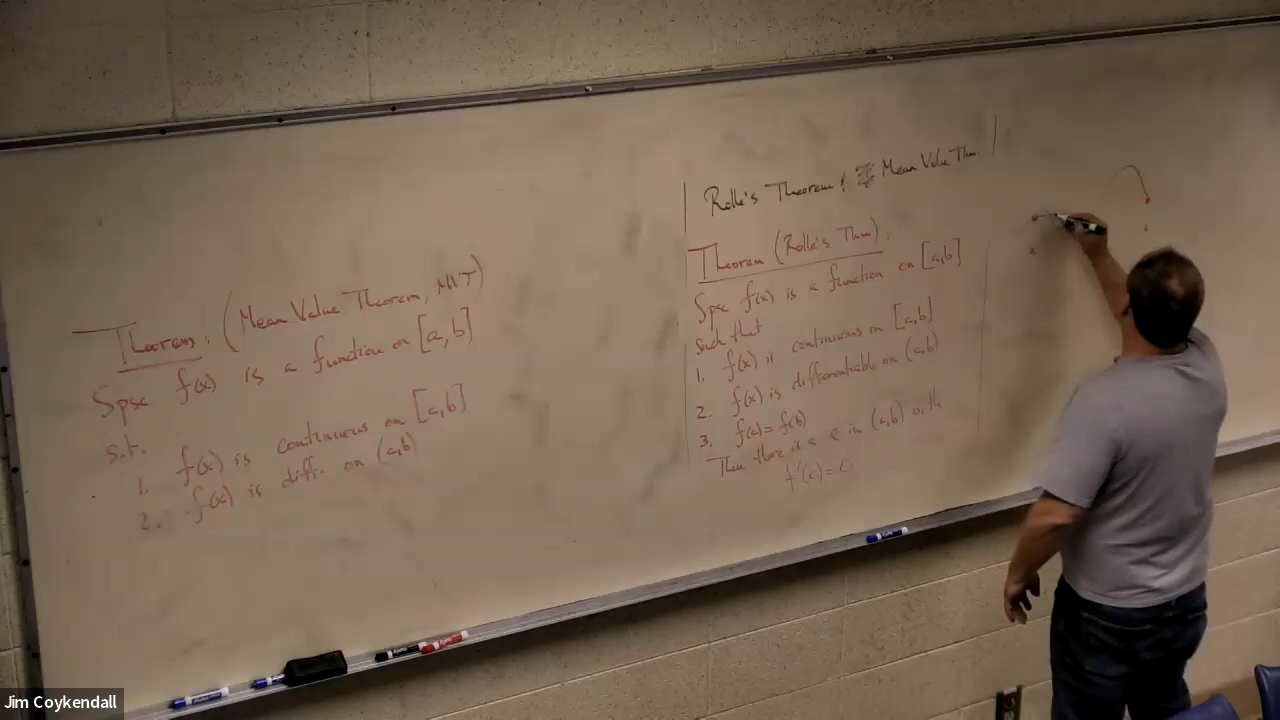 Theorem: (Mean Value Theorem, MVT)
Spse f(x) is a function on [a,b]
s.t.
1. f(x) is continuous on [a,b]
2. f(x) is diff. on (a,b)
Rolle's Theorem & Mean Value Thm.
Theorem (Rolle's Thm):
Spse f(x) is a function on [a,b]
such that
1. f(x) is continuous on [a,b]
2. f(x) is differentiable on (a,b)
3. f(a) = f(b)
Then there is a c in (a,b) with
f'(c) = 0.
a
Jim Coykendall